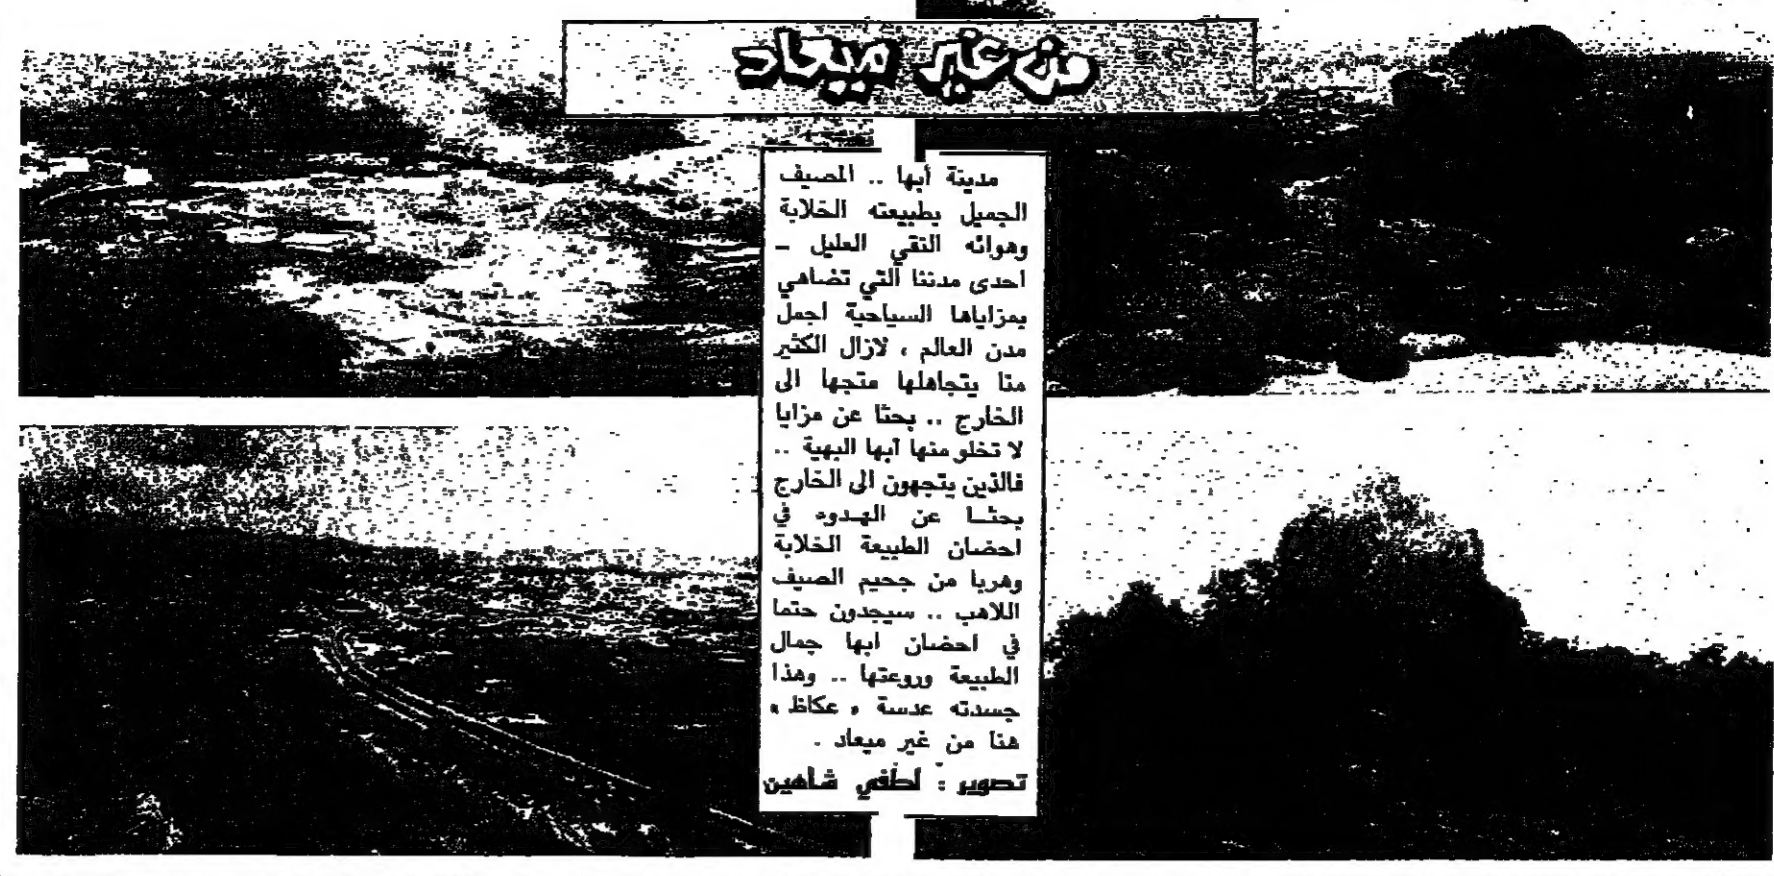 من غير ميعاد
مدينة أبها .. المصيف
الجميل بطبيعته الخلابة
وهوائه النقي العليل –
احدى مدننا التي تضاهي
بمزاياها السياحية اجمل
مدن العالم ، لازال الكثير
منا يتجاهلها متجها الى
الخارج .. بحثا عن مزايا
لا تخلو منها أبها البهية ..
فالذين يتجهون الى الخارج
بحثــا عن الهـدوء في
احضان الطبيعة الخلابة
وهربا من جحيم الصيف
اللاهب .. سيجدون حتما
في احضان ابها جمال
الطبيعة وروعتها .. وهذا
جسدته عدسة « عكاظ »
هنا من غير ميعاد .
تصوير : لطفي شاهين